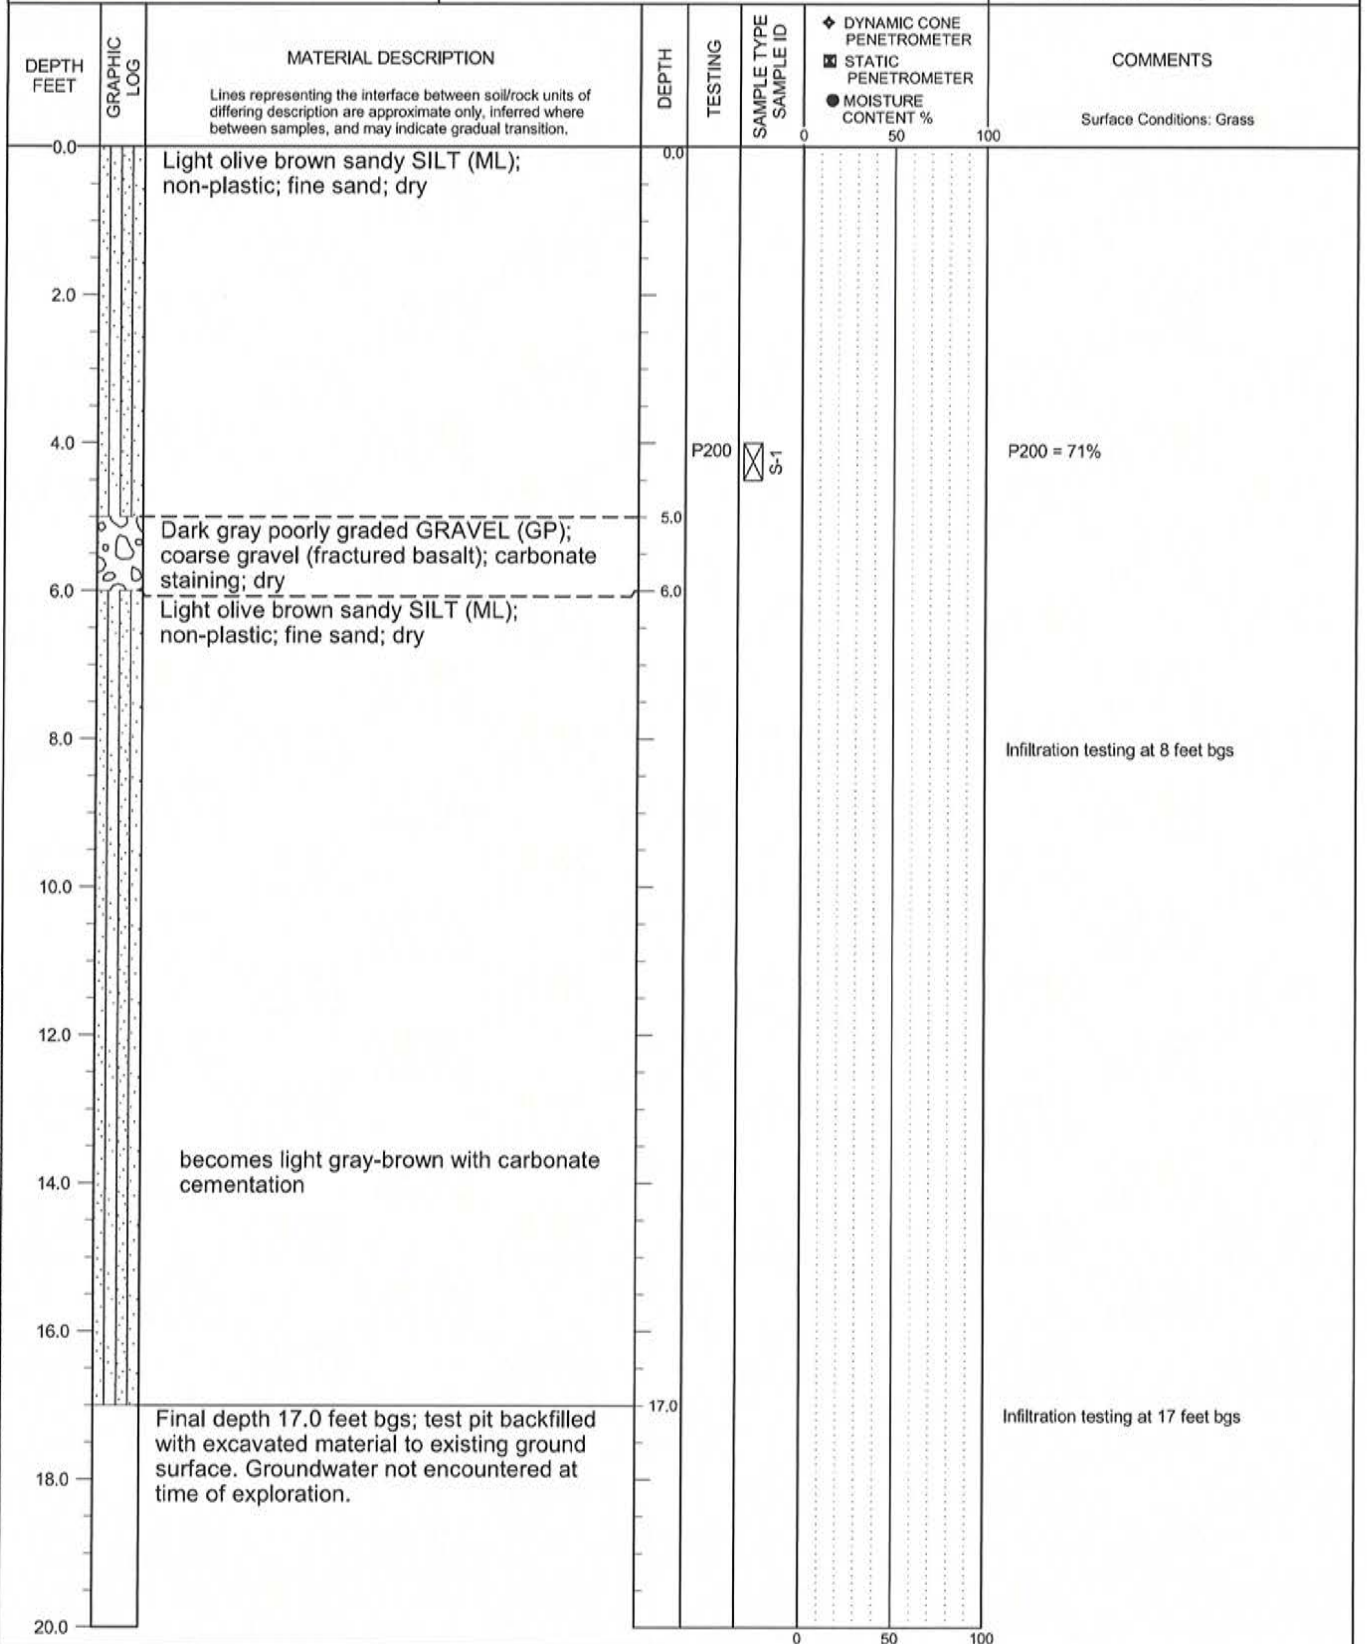 DEPTH
FEET
GRAPHIC
LOG
MATERIAL DESCRIPTION
Lines representing the interface between soil/rock units of
differing description are approximate only, inferred where
between samples, and may indicate gradual transition.
DEPTH
TESTING
SAMPLE TYPE
SAMPLE ID
DYNAMIC CONE
PENETROMETER
STATIC
PENETROMETER
MOISTURE
CONTENT %
0 50 100
COMMENTS
Surface Conditions: Grass
0.0
Light olive brown sandy SILT (ML);
non-plastic; fine sand; dry
0.0
2.0
4.0
P200
S-1
P200 = 71%
Dark gray poorly graded GRAVEL (GP);
coarse gravel (fractured basalt); carbonate
staining; dry
5.0
6.0
6.0
Light olive brown sandy SILT (ML);
non-plastic; fine sand; dry
8.0
Infiltration testing at 8 feet bgs
10.0
12.0
becomes light gray-brown with carbonate
cementation
14.0
16.0
17.0
Final depth 17.0 feet bgs; test pit backfilled
with excavated material to existing ground
surface. Groundwater not encountered at
time of exploration.
Infiltration testing at 17 feet bgs
18.0
20.0
0 50 100